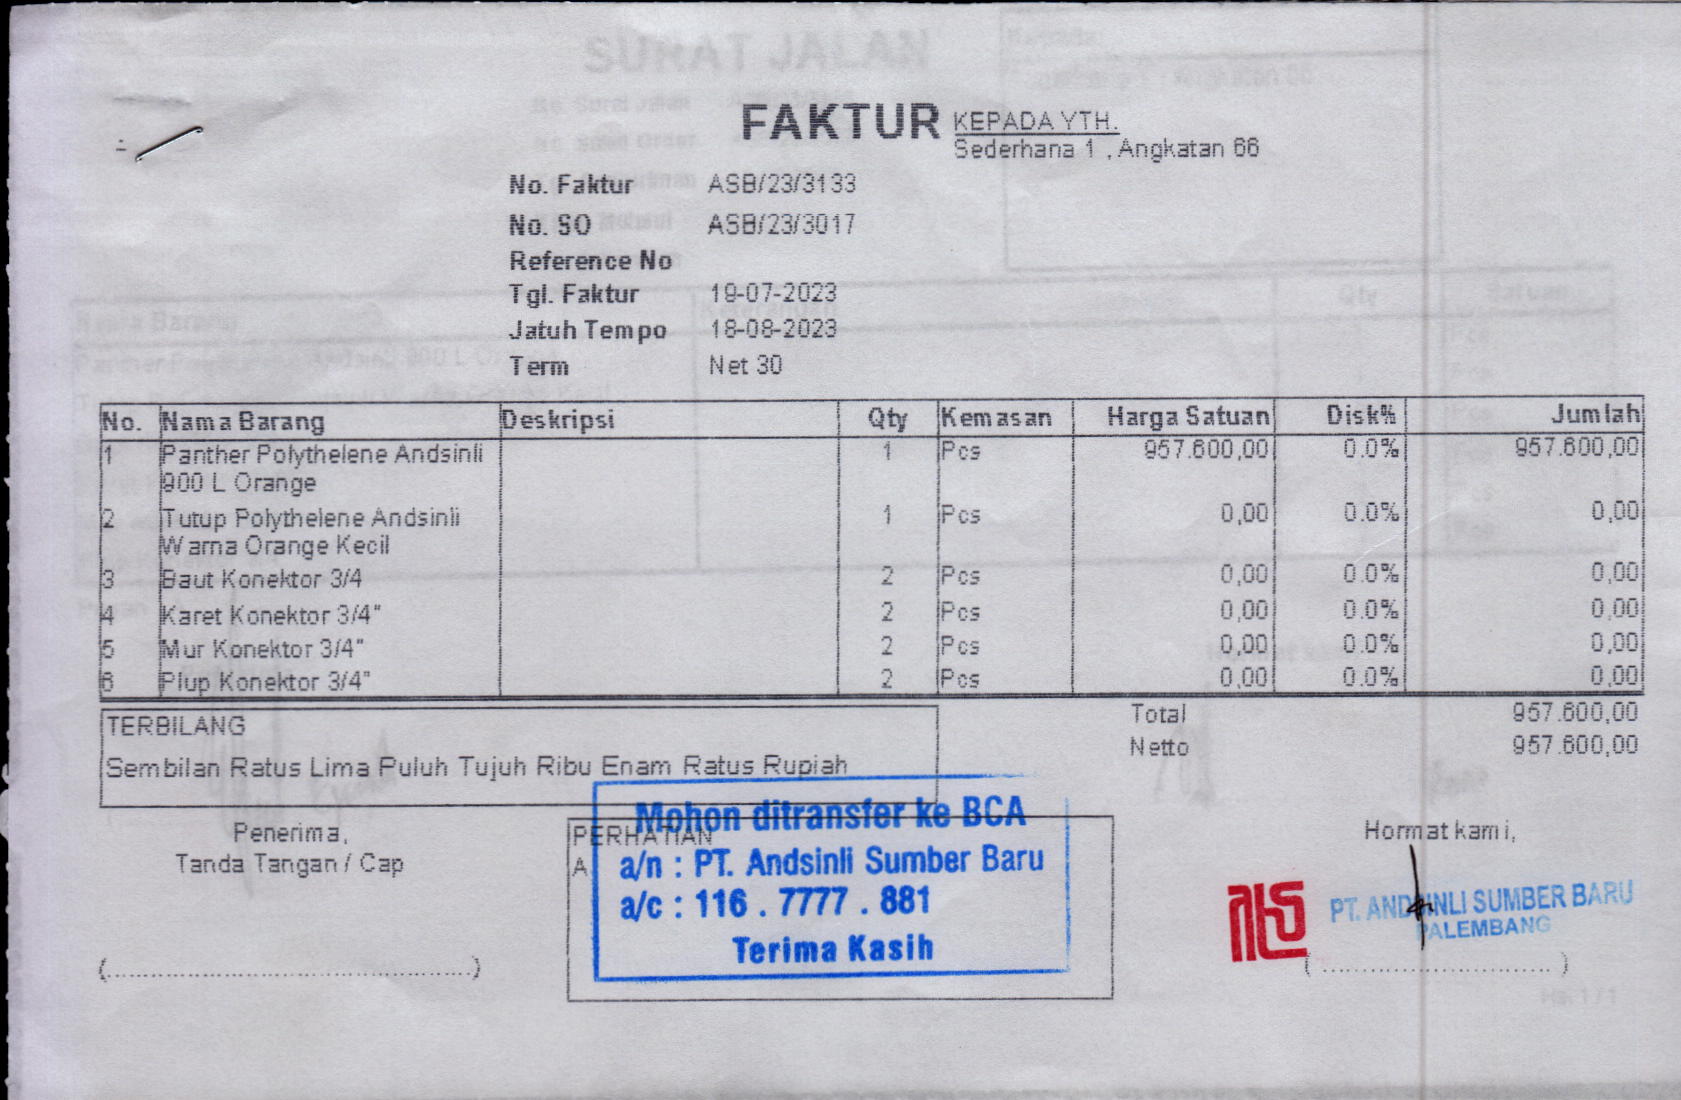 FAKTUR
KEPADA YTH.
Sederhana 1 , Angkatan 66
No. Faktur ASB/23/3133
No. SO ASB/23/3017
Reference No
Tgl. Faktur 19-07-2023
Jatuh Tempo 18-08-2023
Term Net 30
No. Nama Barang Deskripsi Qty Kemasan Harga Satuan Disk% Jumlah
1 Panther Polythelene Andsinli 1 Pcs 957.600,00 0.0% 957.600,00
900 L Orange
2 Tutup Polythelene Andsinli 1 Pcs 0,00 0.0% 0,00
Warna Orange Kecil
3 Baut Konektor 3/4 2 Pcs 0,00 0.0% 0,00
4 Karet Konektor 3/4" 2 Pcs 0,00 0.0% 0,00
5 Mur Konektor 3/4" 2 Pcs 0,00 0.0% 0,00
6 Plup Konektor 3/4" 2 Pcs 0,00 0.0% 0,00
TERBILANG
Sembilan Ratus Lima Puluh Tujuh Ribu Enam Ratus Rupiah
Total 957.600,00
Netto 957.600,00
Penerima,
Tanda Tangan / Cap
PERHATIAN
A
Mohon ditransfer ke BCA
a/n : PT. Andsinli Sumber Baru
a/c : 116 . 7777 . 881
Terima Kasih
Hormat kami,
PT. ANDSINLI SUMBER BARU
PALEMBANG
SURAT JALAN